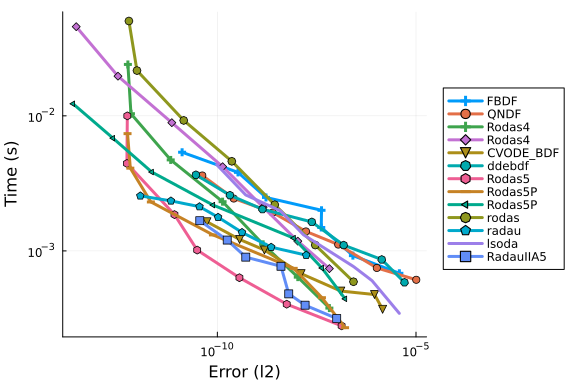 Time (s)
10⁻²
10⁻³
10⁻¹⁰
10⁻⁵
Error (l2)
FBDF
QNDF
Rodas4
Rodas4
CVODE_BDF
ddebdf
Rodas5
Rodas5P
Rodas5P
rodas
radau
lsoda
RadauIIA5